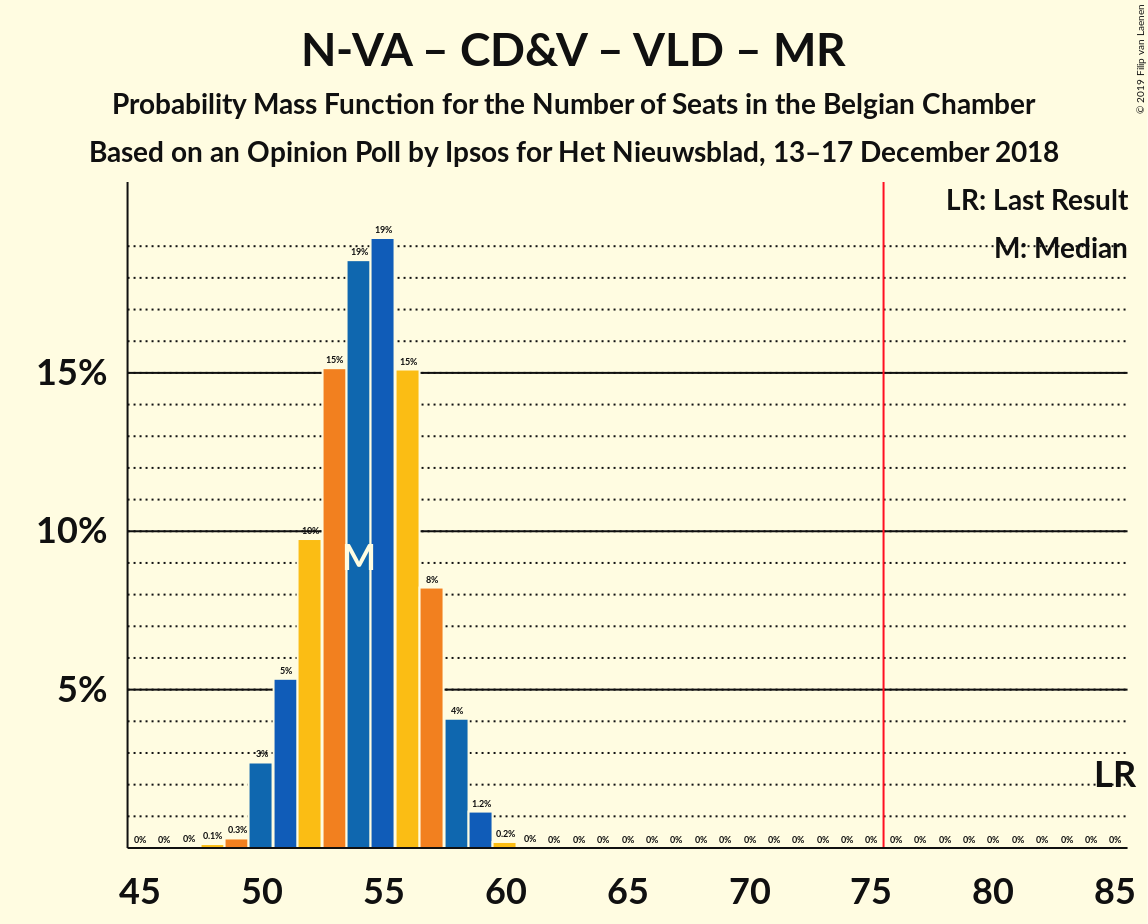 N-VA – CD&V – VLD – MR
Probability Mass Function for the Number of Seats in the Belgian Chamber
Based on an Opinion Poll by Ipsos for Het Nieuwsblad, 13–17 December 2018
© 2019 Filip van Laenen
LR: Last Result
M: Median
19%
19%
15%
15%
15%
10%
10%
M
8%
5%
5%
4%
3%
LR
1.2%
0% 0% 0% 0.1% 0.3% 0.2% 0% 0% 0% 0% 0% 0% 0% 0% 0% 0% 0% 0% 0% 0% 0% 0% 0% 0% 0% 0% 0% 0% 0% 0% 0%
45 50 55 60 65 70 75 80 85